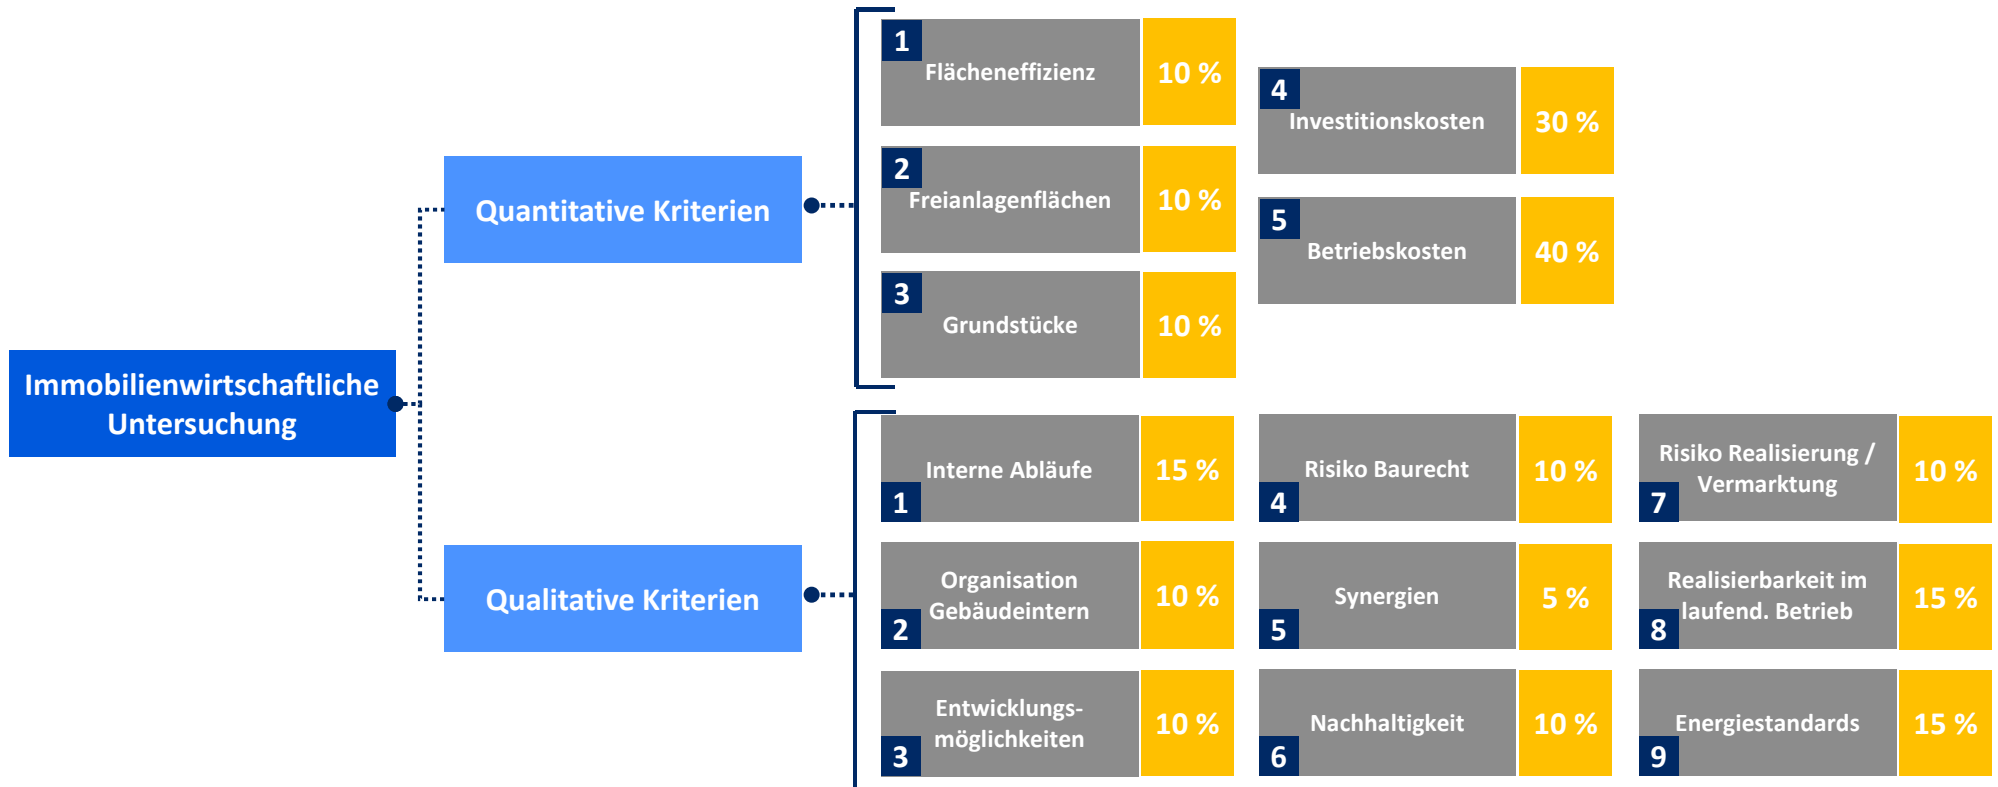 Immobilienwirtschaftliche
Untersuchung
Quantitative Kriterien
1
Flächeneffizienz
10 %
2
Freianlagenflächen
10 %
3
Grundstücke
10 %
4
Investitionskosten
30 %
5
Betriebskosten
40 %
Qualitative Kriterien
Interne Abläufe
1
15 %
Organisation
Gebäudeintern
2
10 %
Entwicklungs-
möglichkeiten
3
10 %
Risiko Baurecht
4
10 %
Synergien
5
5 %
Nachhaltigkeit
6
10 %
Risiko Realisierung /
Vermarktung
7
10 %
Realisierbarkeit im
laufend. Betrieb
8
15 %
Energiestandards
9
15 %